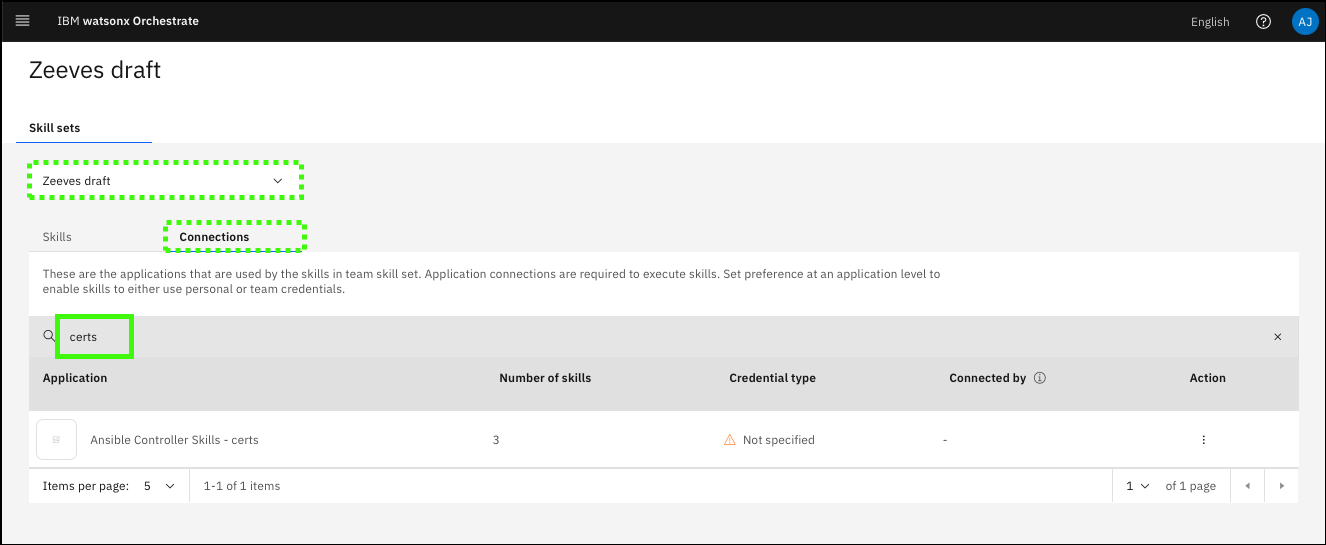 IBM watsonx Orchestrate
English
AJ
Zeeves draft
Skill sets
Zeeves draft
Skills
Connections
These are the applications that are used by the skills in team skill set. Application connections are required to execute skills. Set preference at an application level to
enable skills to either use personal or team credentials.
certs
Application
Number of skills
Credential type
Connected by
Action
Ansible Controller Skills - certs
3
Not specified
-
Items per page: 5
1-1 of 1 items
1
of 1 page